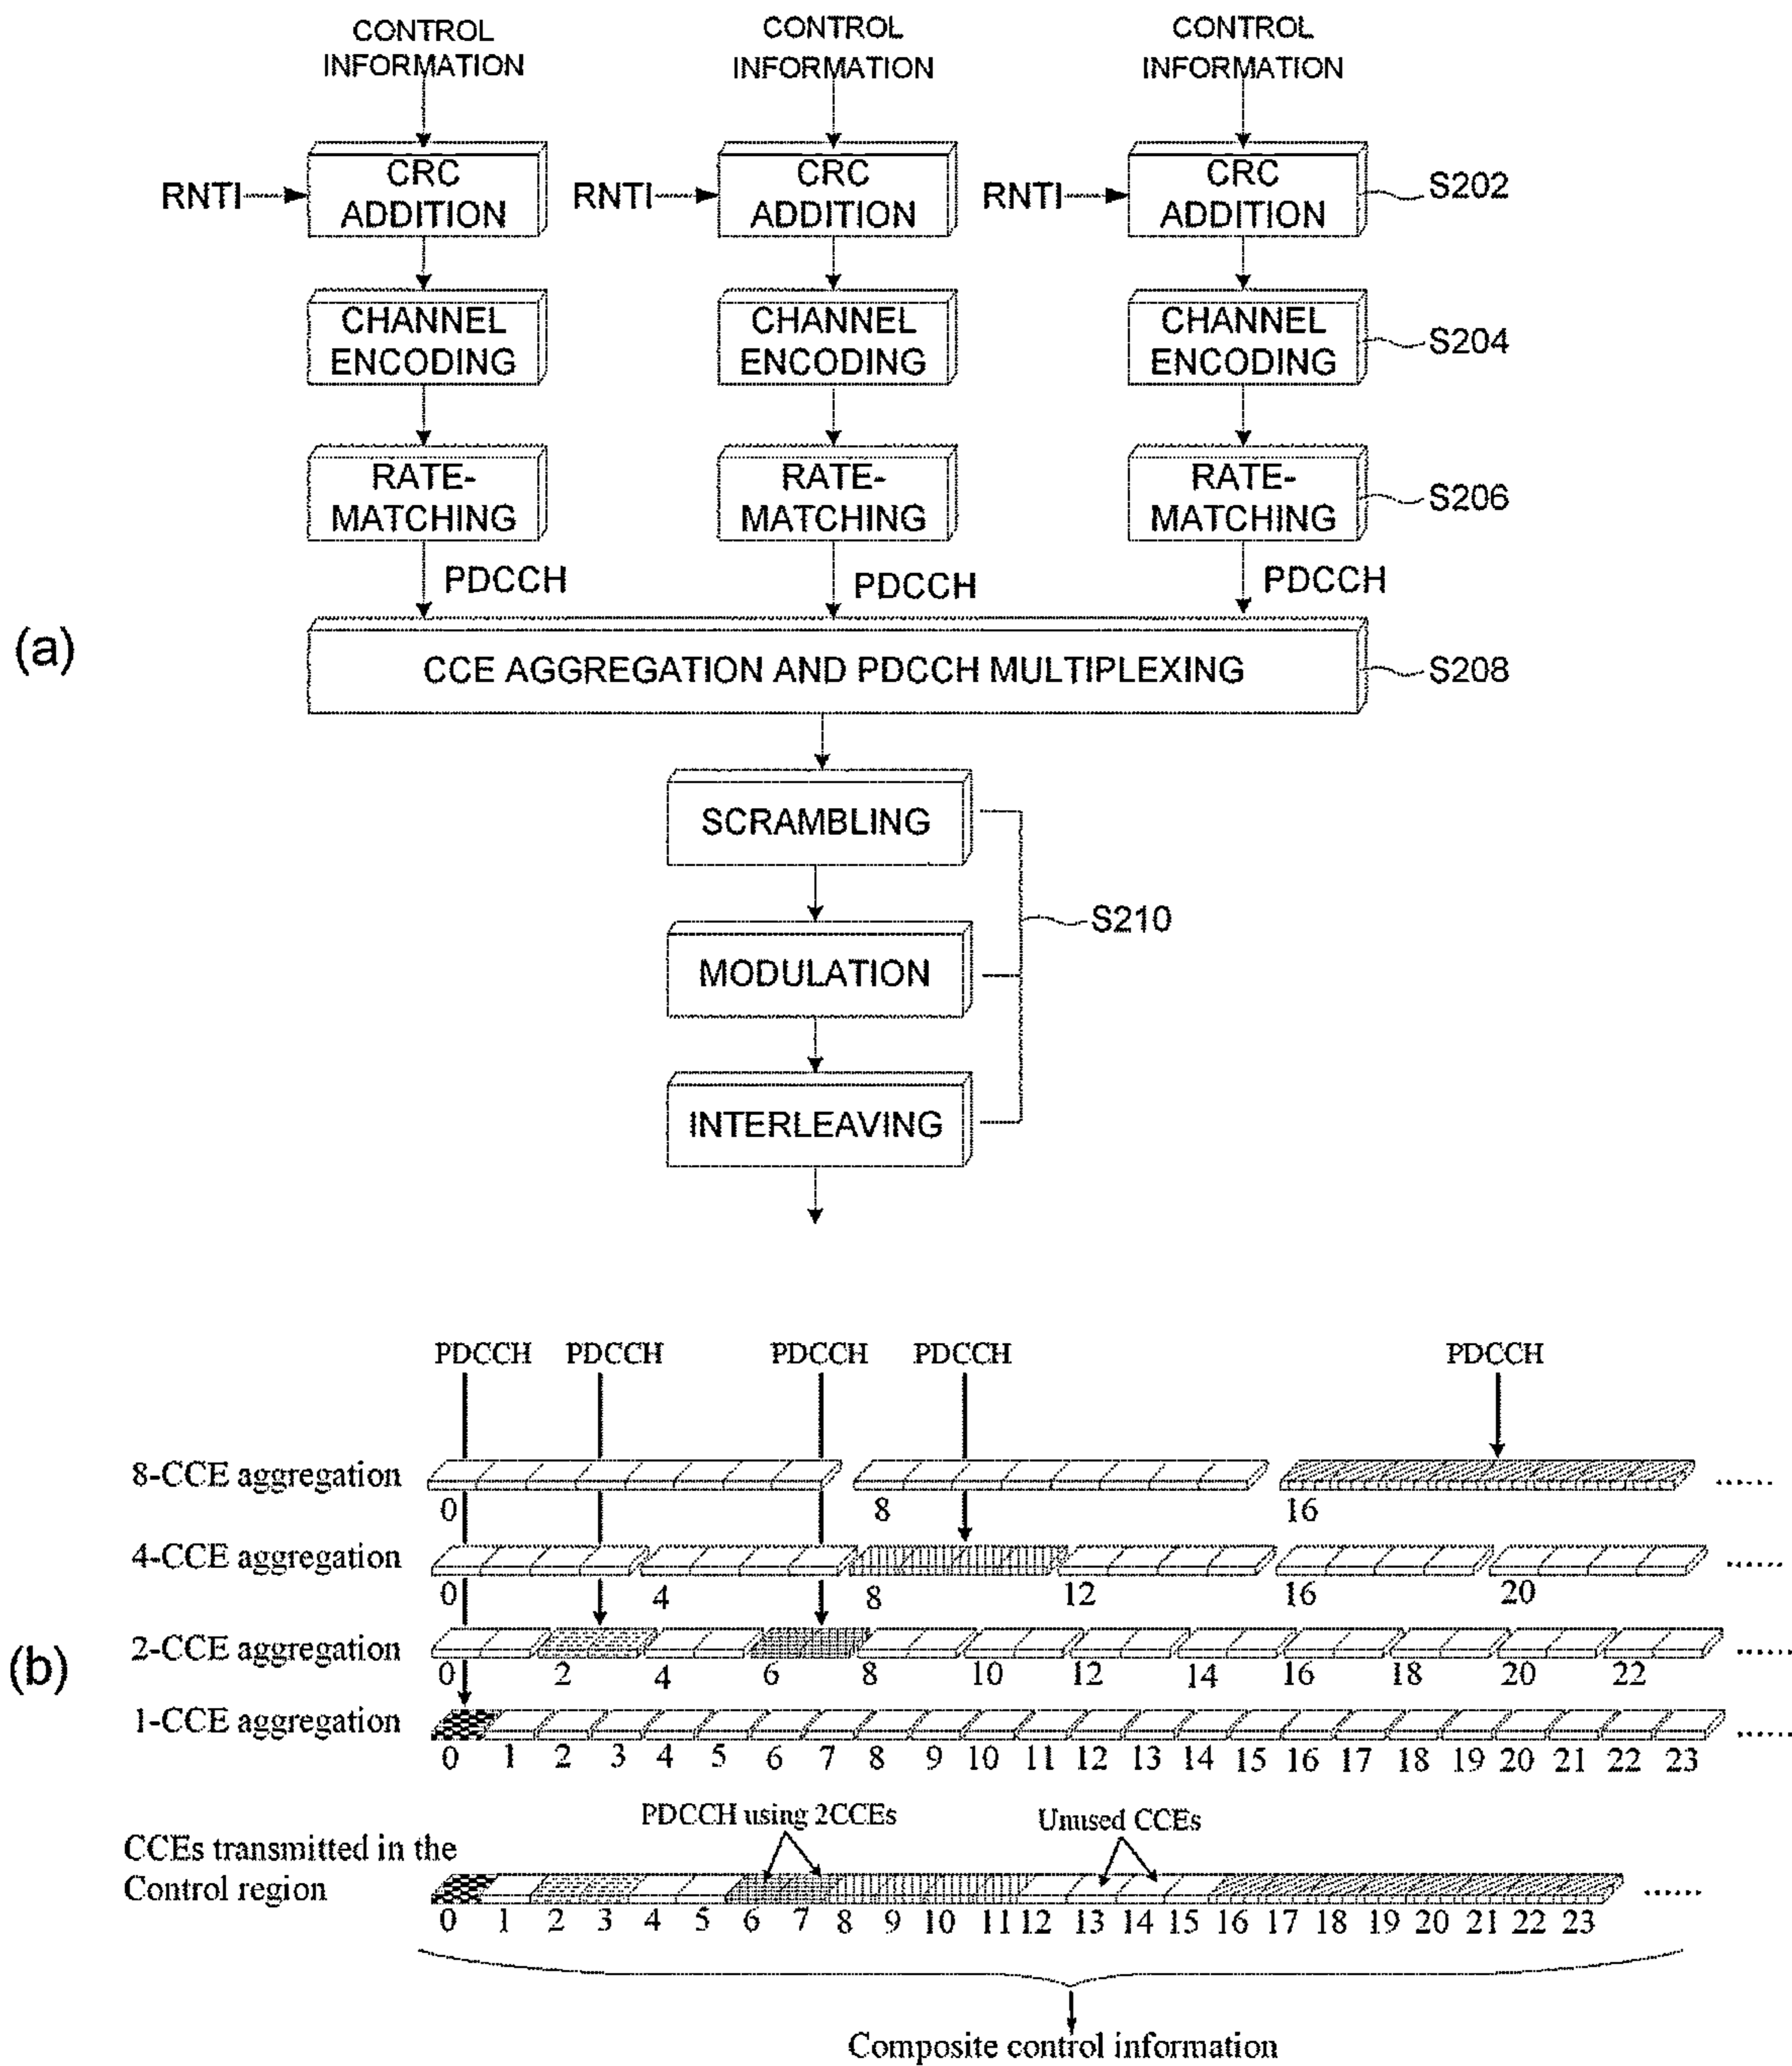 CONTROL INFORMATION
CONTROL INFORMATION
CONTROL INFORMATION
RNTI
CRC ADDITION
RNTI
CRC ADDITION
RNTI
CRC ADDITION
S202
CHANNEL ENCODING
CHANNEL ENCODING
CHANNEL ENCODING
S204
RATE-MATCHING
RATE-MATCHING
RATE-MATCHING
S206
PDCCH
PDCCH
PDCCH
(a)
CCE AGGREGATION AND PDCCH MULTIPLEXING
S208
SCRAMBLING
MODULATION
INTERLEAVING
S210
(b)
PDCCH PDCCH PDCCH PDCCH PDCCH
8-CCE aggregation
0 8 16
4-CCE aggregation
0 4 8 12 16 20
2-CCE aggregation
0 2 4 6 8 10 12 14 16 18 20 22
1-CCE aggregation
0 1 2 3 4 5 6 7 8 9 10 11 12 13 14 15 16 17 18 19 20 21 22 23
PDCCH using 2CCEs
Unused CCEs
CCEs transmitted in the
Control region
0 1 2 3 4 5 6 7 8 9 10 11 12 13 14 15 16 17 18 19 20 21 22 23
Composite control information